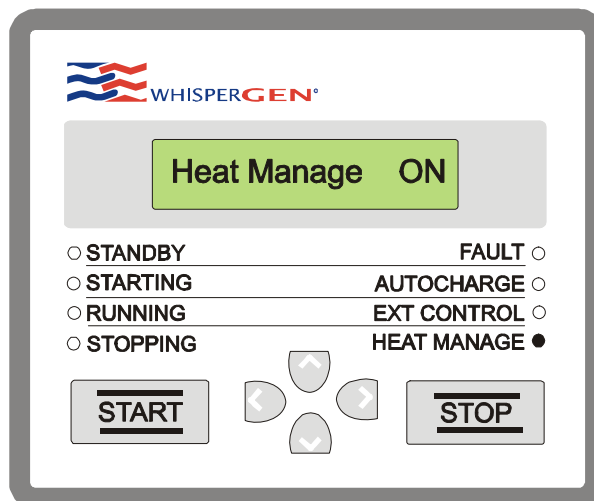 WHISPERGEN®
Heat Manage ON
STANDBY FAULT
STARTING AUTOCHARGE
RUNNING EXT CONTROL
STOPPING HEAT MANAGE
START STOP